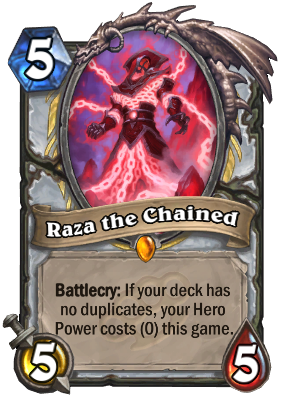 5
Raza the Chained
Battlecry: If your deck has
no duplicates, your Hero
Power costs (0) this game.
5
5